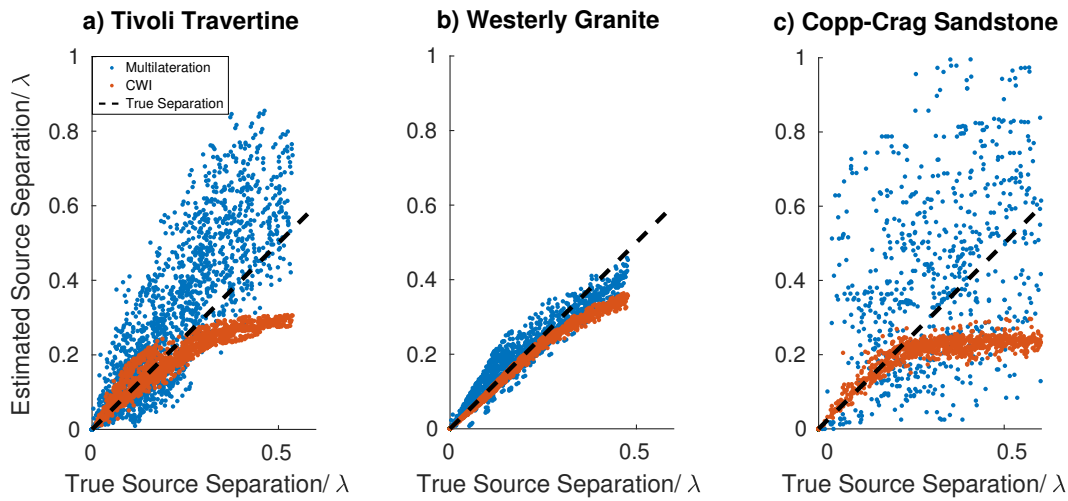 a) Tivoli Travertine
b) Westerly Granite
c) Copp-Crag Sandstone
Estimated Source Separation/ λ
1
0.8
0.6
0.4
0.2
0
Multilateration
CWI
True Separation
0
0.5
True Source Separation/ λ
1
0.8
0.6
0.4
0.2
0
0
0.5
True Source Separation/ λ
1
0.8
0.6
0.4
0.2
0
0
0.5
True Source Separation/ λ